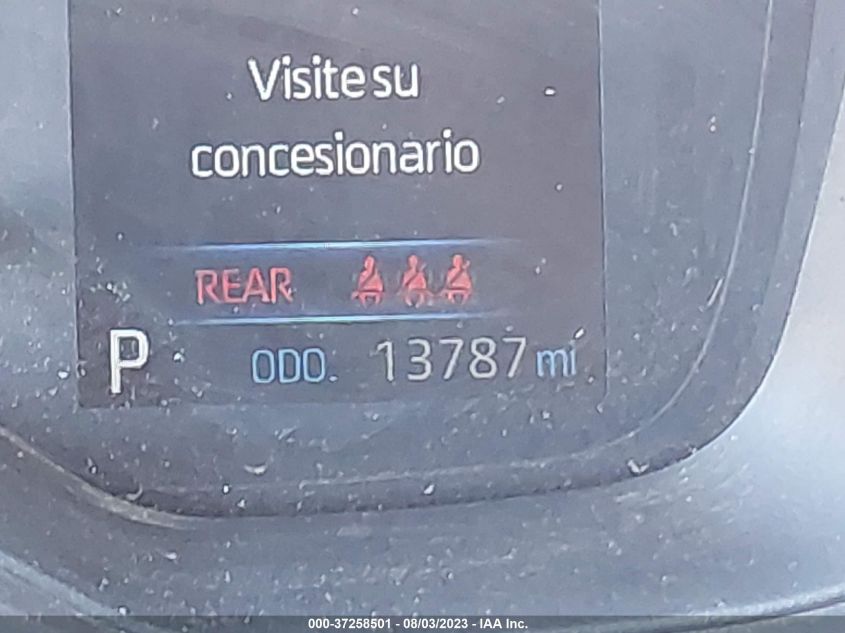 Visite su
concesionario
REAR
P ODO. 13787 mi
000-37258501 - 08/03/2023 - IAA Inc.